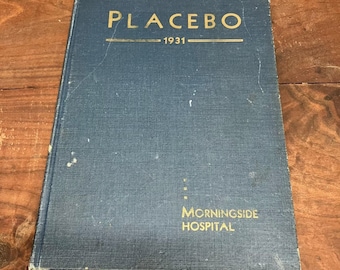 PLACEBO
1931
MORNINGSIDE
HOSPITAL